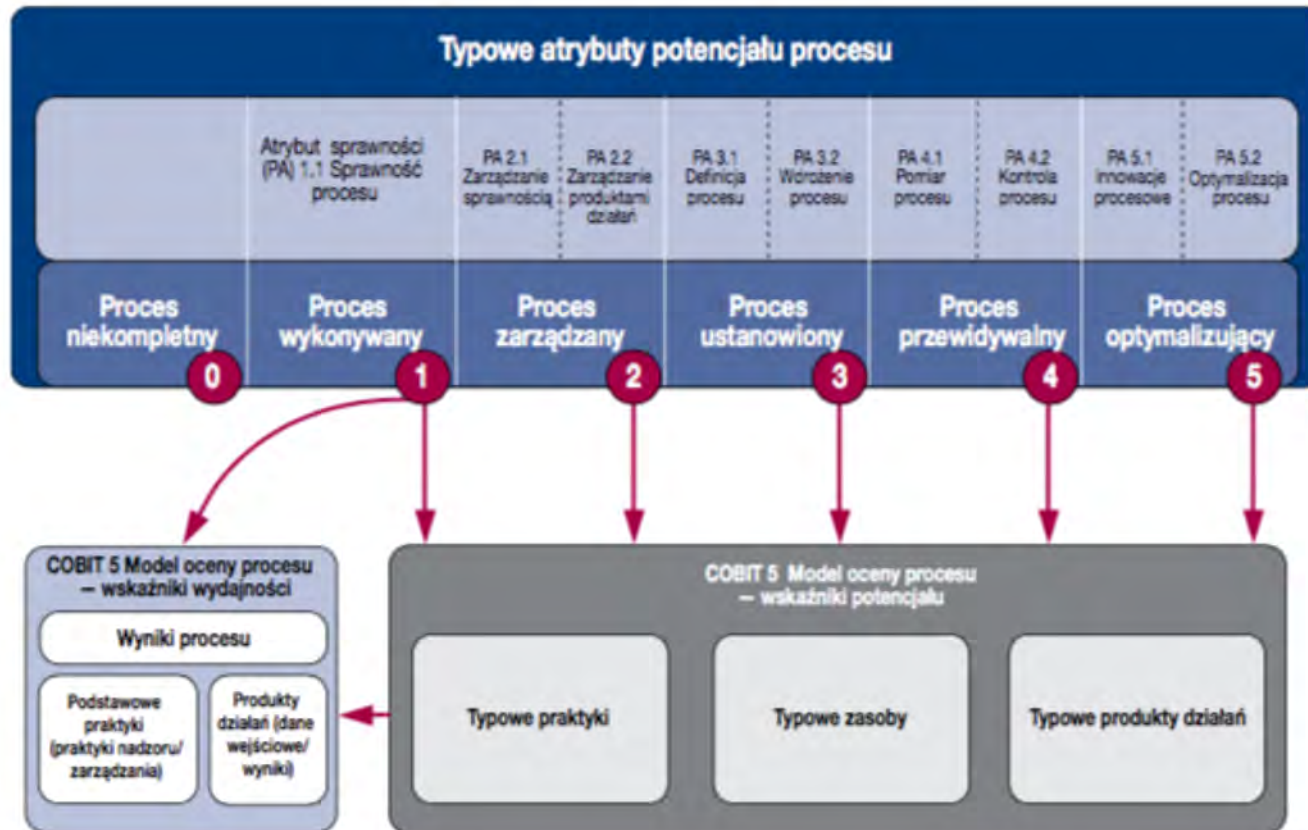 Typowe atrybuty potencjału procesu
Atrybut sprawności
(PA) 1.1 Sprawność
procesu
PA 2.1
Zarządzanie
sprawnością
PA 2.2
Zarządzanie
produktami
działań
PA 3.1
Definicja
procesu
PA 3.2
Wdrożenie
procesu
PA 4.1
Pomiar
procesu
PA 4.2
Kontrola
procesu
PA 5.1
Innowacje
procesowe
PA 5.2
Optymalizacja
procesu
Proces
niekompletny
0
Proces
wykonywany
1
Proces
zarządzany
2
Proces
ustanowiony
3
Proces
przewidywalny
4
Proces
optymalizujący
5
COBIT 5 Model oceny procesu
— wskaźniki wydajności
Wyniki procesu
Podstawowe
praktyki
(praktyki nadzoru/
zarządzania)
Produkty
działań (dane
wejściowe/
wyniki)
COBIT 5 Model oceny procesu
— wskaźniki potencjału
Typowe praktyki
Typowe zasoby
Typowe produkty działań